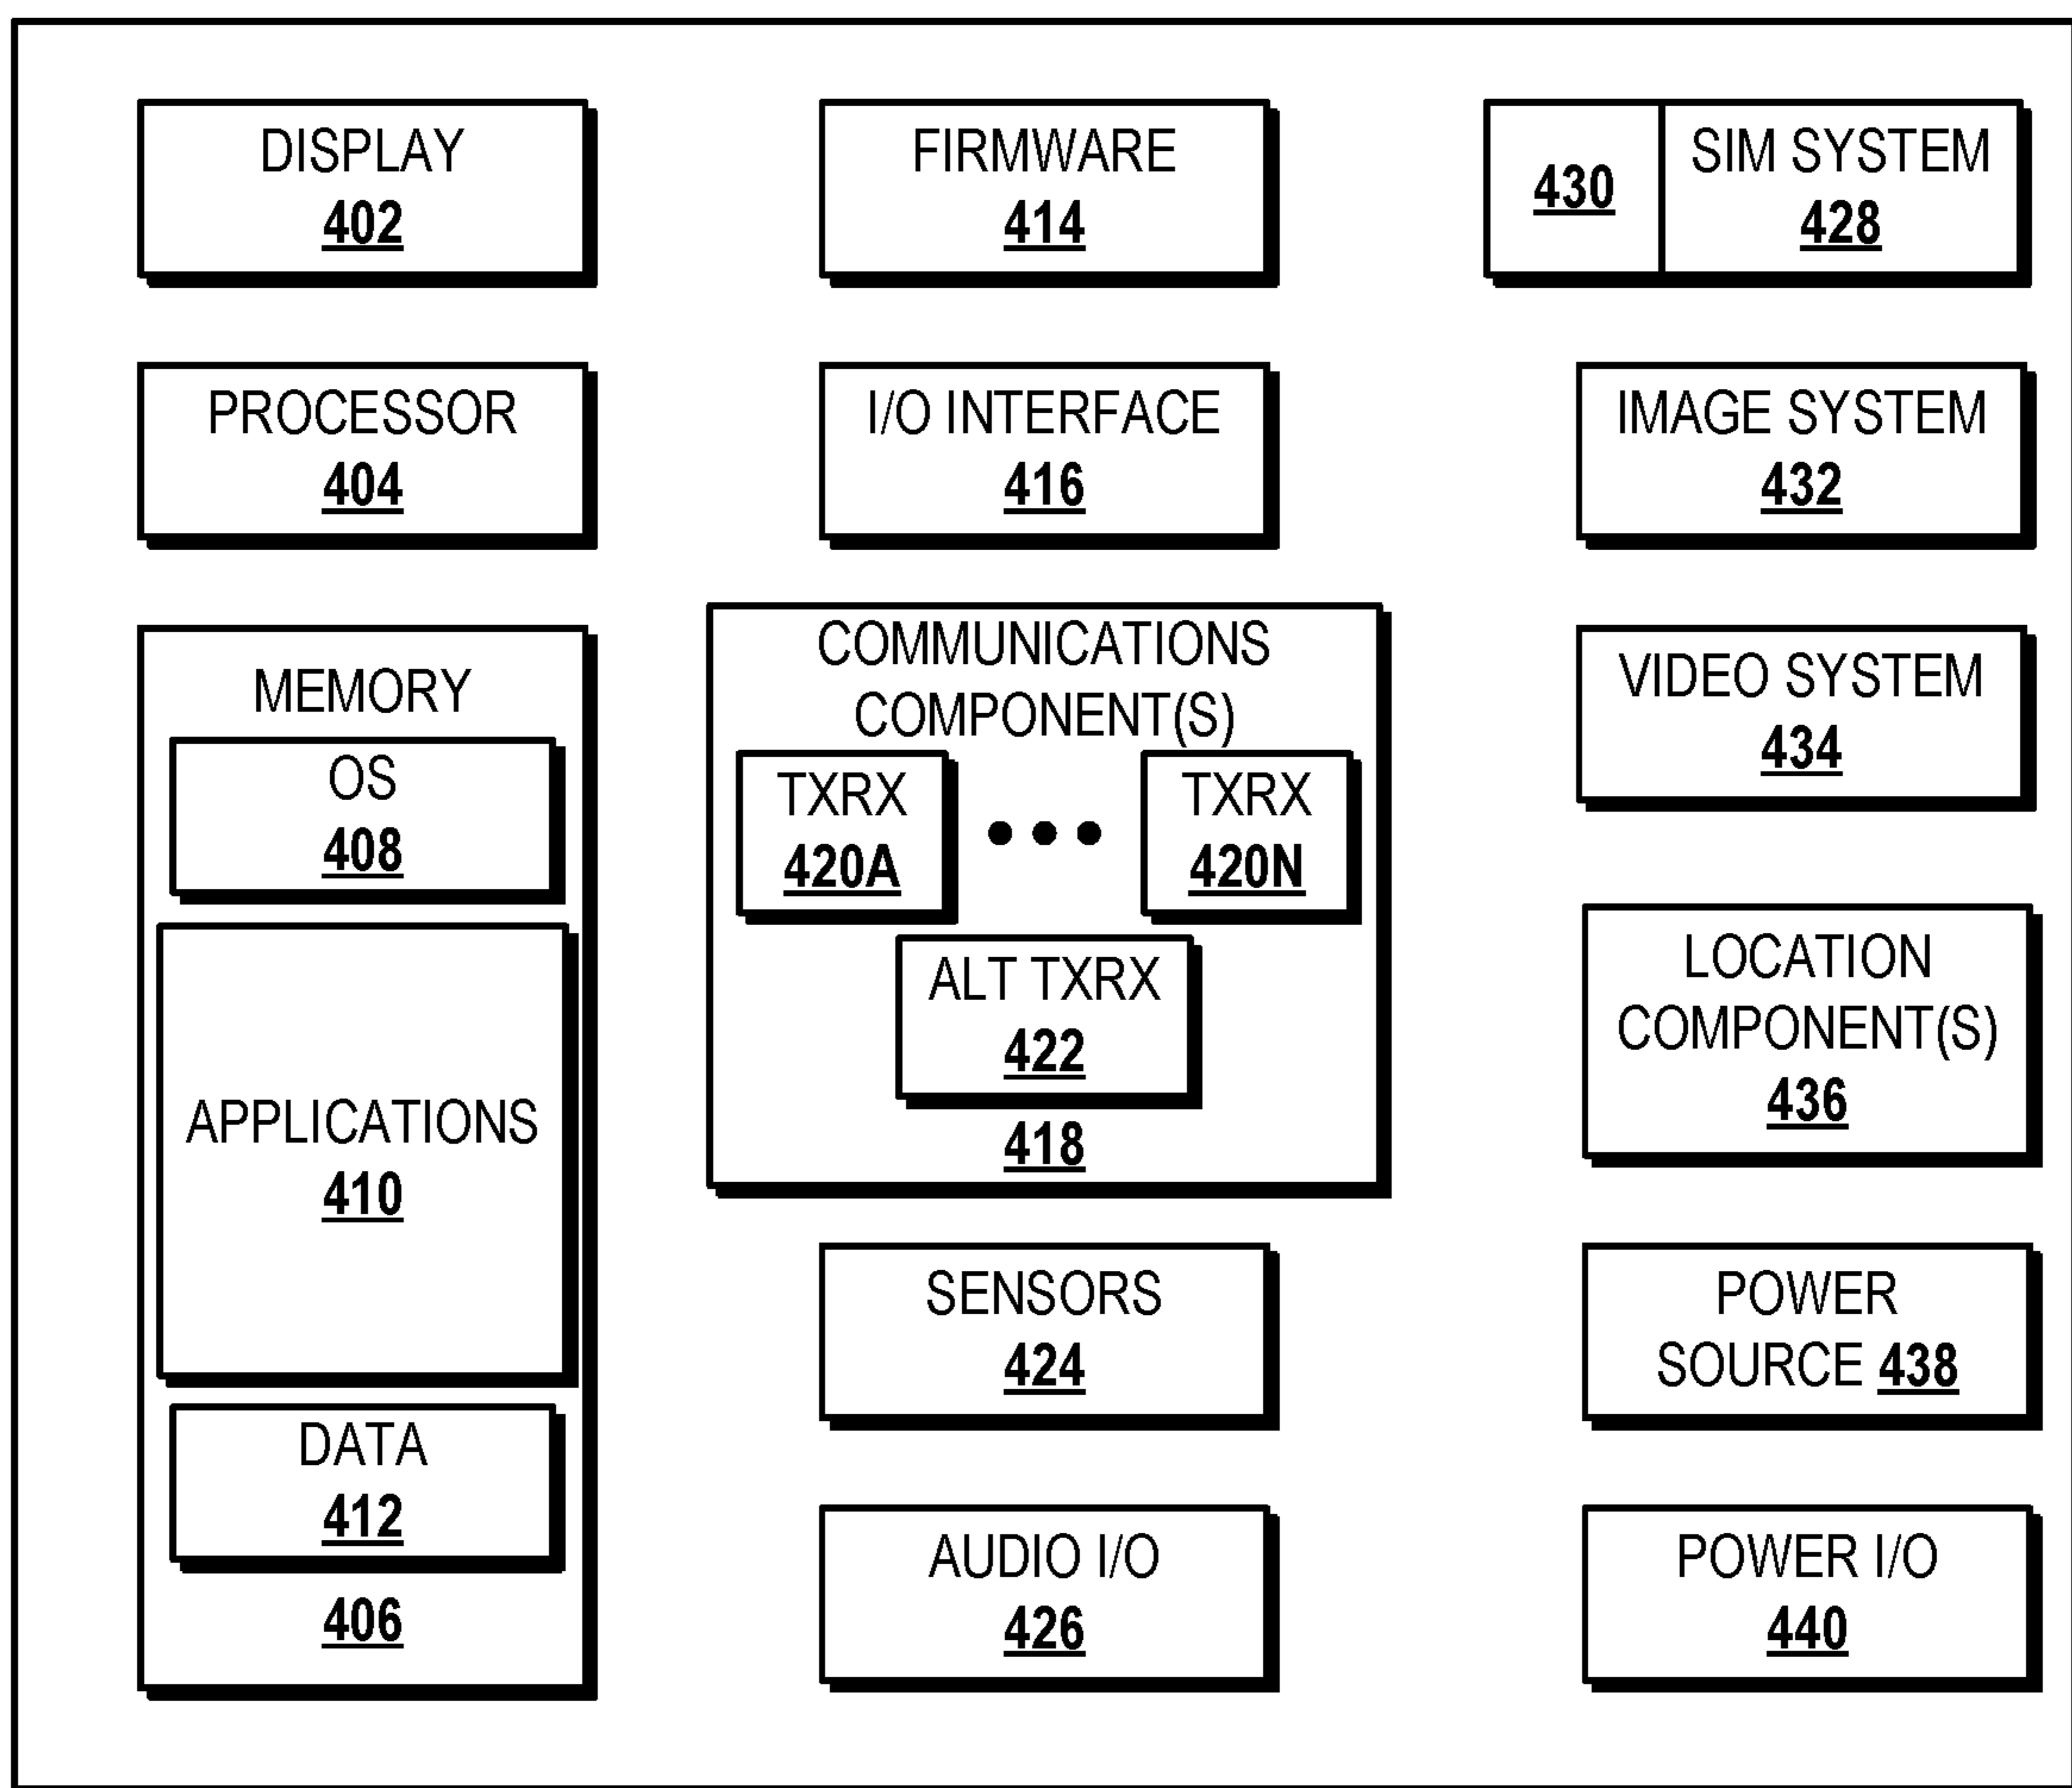 DISPLAY
402
PROCESSOR
404
MEMORY
OS
408
APPLICATIONS
410
DATA
412
406
FIRMWARE
414
I/O INTERFACE
416
COMMUNICATIONS
COMPONENT(S)
TXRX
420A
TXRX
420N
ALT TXRX
422
418
SENSORS
424
AUDIO I/O
426
430
SIM SYSTEM
428
IMAGE SYSTEM
432
VIDEO SYSTEM
434
LOCATION
COMPONENT(S)
436
POWER
SOURCE 438
POWER I/O
440